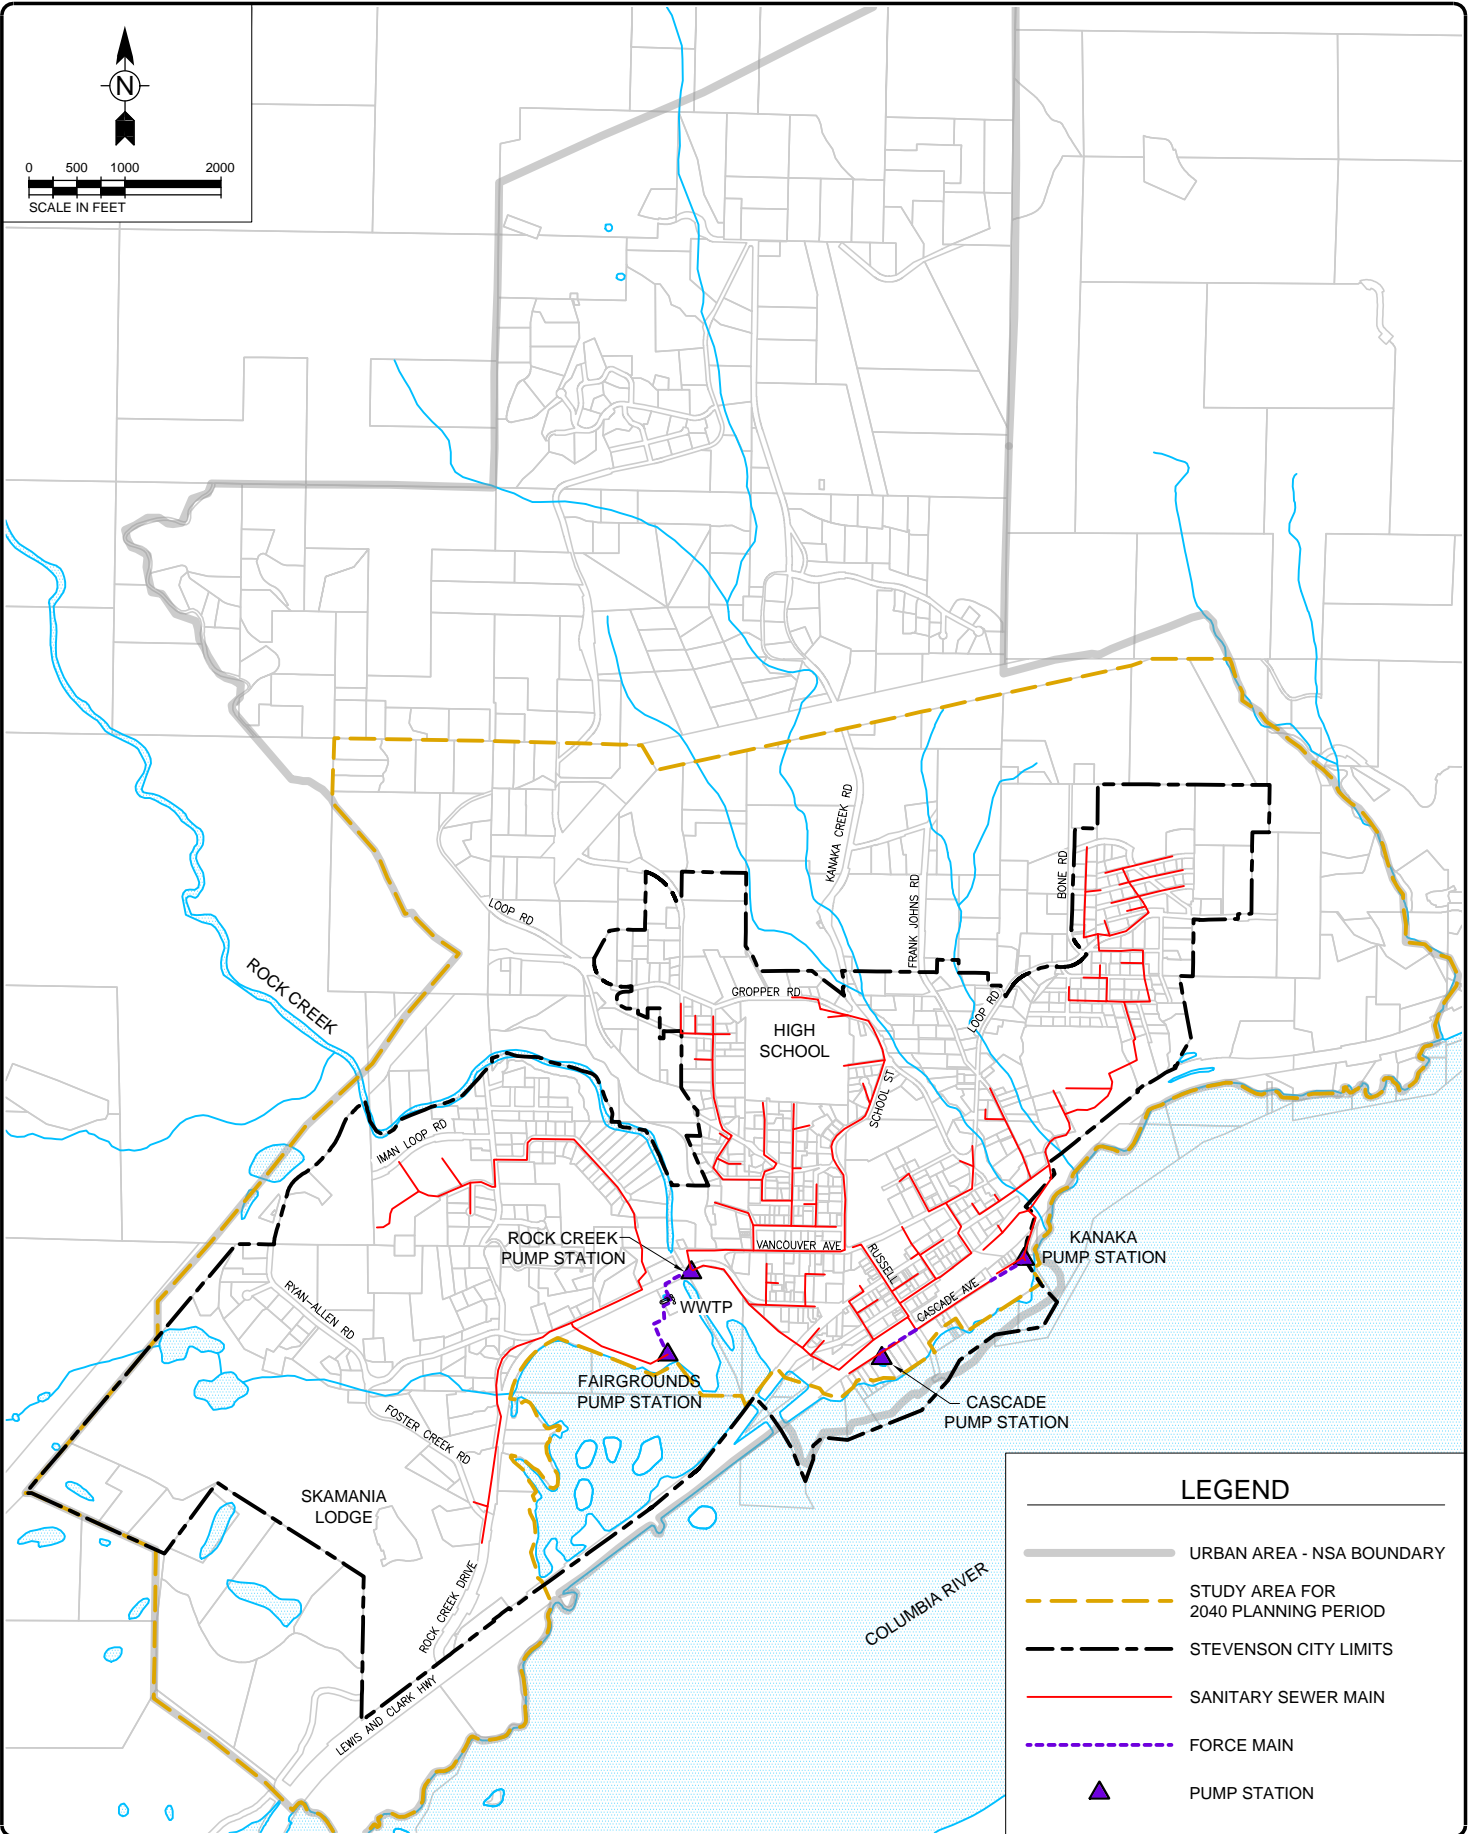 N
0 500 1000 2000
SCALE IN FEET
KANAKA CREEK RD
FRANK JOHNS RD
BONE RD
LOOP RD
ROCK CREEK
GROPPER RD
LOOP RD
HIGH
SCHOOL
SCHOOL ST
IMAN LOOP RD
ROCK CREEK
PUMP STATION
VANCOUVER AVE
RUSSELL
KANAKA
PUMP STATION
CASCADE AVE
RYAN-ALLEN RD
WWTP
FAIRGROUNDS
PUMP STATION
CASCADE
PUMP STATION
FOSTER CREEK RD
SKAMANIA
LODGE
ROCK CREEK DRIVE
LEWIS AND CLARK HWY
COLUMBIA RIVER
LEGEND
URBAN AREA - NSA BOUNDARY
STUDY AREA FOR
2040 PLANNING PERIOD
STEVENSON CITY LIMITS
SANITARY SEWER MAIN
FORCE MAIN
PUMP STATION